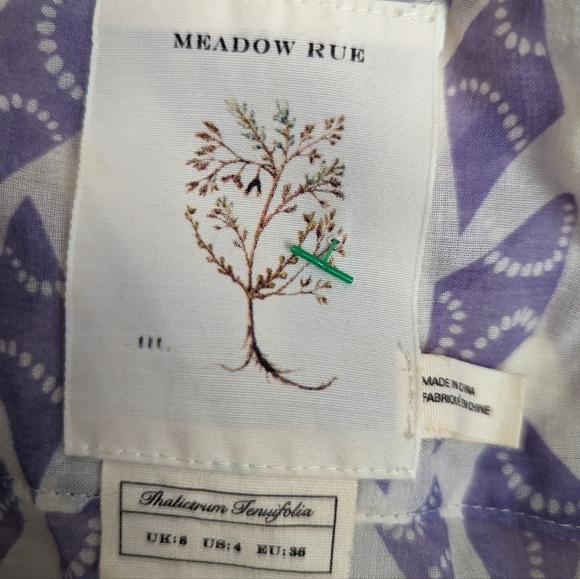 MEADOW RUE
III.
MADE IN CHINA
FABRIQUÉ EN CHINE
Thalictrum Tenuifolia
UK:8 US:4 EU:36